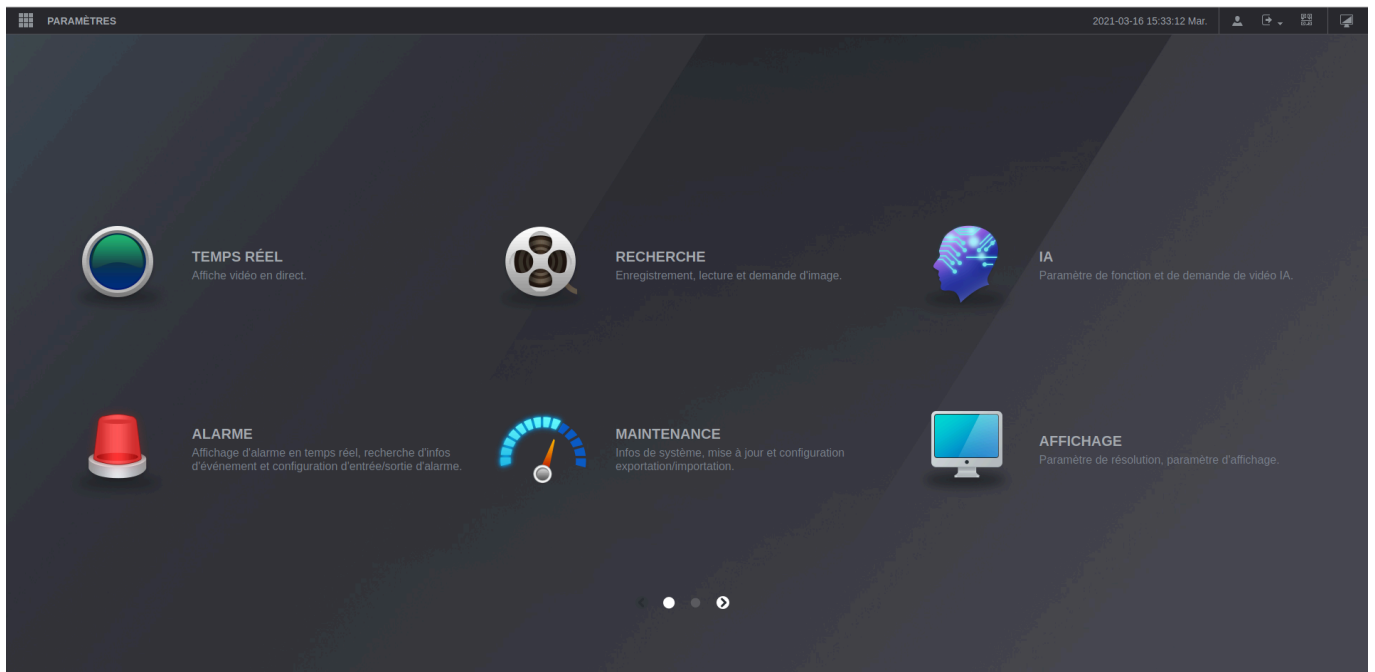 PARAMÈTRES
2021-03-16 15:33:12 Mar.
TEMPS RÉEL
Affiche vidéo en direct.
RECHERCHE
Enregistrement, lecture et demande d'image.
IA
Paramètre de fonction et de demande de vidéo IA.
ALARME
Affichage d'alarme en temps réel, recherche d'infos
d'événement et configuration d'entrée/sortie d'alarme.
MAINTENANCE
Infos de système, mise à jour et configuration
exportation/importation.
AFFICHAGE
Paramètre de résolution, paramètre d'affichage.